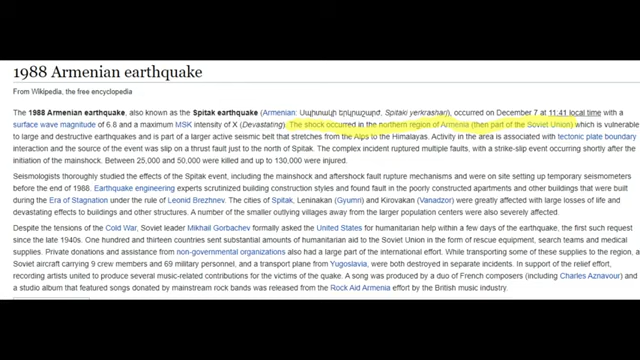 1988 Armenian earthquake
From Wikipedia, the free encyclopedia
The 1988 Armenian earthquake, also known as the Spitak earthquake (Armenian: Սպիտակի երկրաշարժ, Spitaki yerkrasharj), occurred on December 7 at 11:41 local time with a
surface wave magnitude of 6.8 and a maximum MSK intensity of X (Devastating). The shock occurred in the northern region of Armenia (then part of the Soviet Union) which is vulnerable
to large and destructive earthquakes and is part of a larger active seismic belt that stretches from the Alps to the Himalayas. Activity in the area is associated with tectonic plate boundary
interaction and the source of the event was slip on a thrust fault just to the north of Spitak. The complex incident ruptured multiple faults, with a strike-slip event occurring shortly after the
initiation of the mainshock. Between 25,000 and 50,000 were killed and up to 130,000 were injured.
Seismologists thoroughly studied the effects of the Spitak event, including the mainshock and aftershock fault rupture mechanisms and were on site setting up temporary seismometers
before the end of 1988. Earthquake engineering experts scrutinized building construction styles and found fault in the poorly constructed apartments and other buildings that were built
during the Era of Stagnation under the rule of Leonid Brezhnev. The cities of Spitak, Leninakan (Gyumri) and Kirovakan (Vanadzor) were greatly affected with large losses of life and
devastating effects to buildings and other structures. A number of the smaller outlying villages away from the larger population centers were also severely affected.
Despite the tensions of the Cold War, Soviet leader Mikhail Gorbachev formally asked the United States for humanitarian help within a few days of the earthquake, the first such request
since the late 1940s. One hundred and thirteen countries sent substantial amounts of humanitarian aid to the Soviet Union in the form of rescue equipment, search teams and medical
supplies. Private donations and assistance from non-governmental organizations also had a large part of the international effort. While transporting some of these supplies to the region, a
Soviet aircraft carrying 9 crew members and 69 military personnel, and a transport plane from Yugoslavia, were both destroyed in separate incidents. In support of the relief effort,
recording artists united to produce several music-related contributions for the victims of the quake. A song was produced by a duo of French composers (including Charles Aznavour) and
a studio album that featured songs donated by mainstream rock bands was released from the Rock Aid Armenia effort by the British music industry.